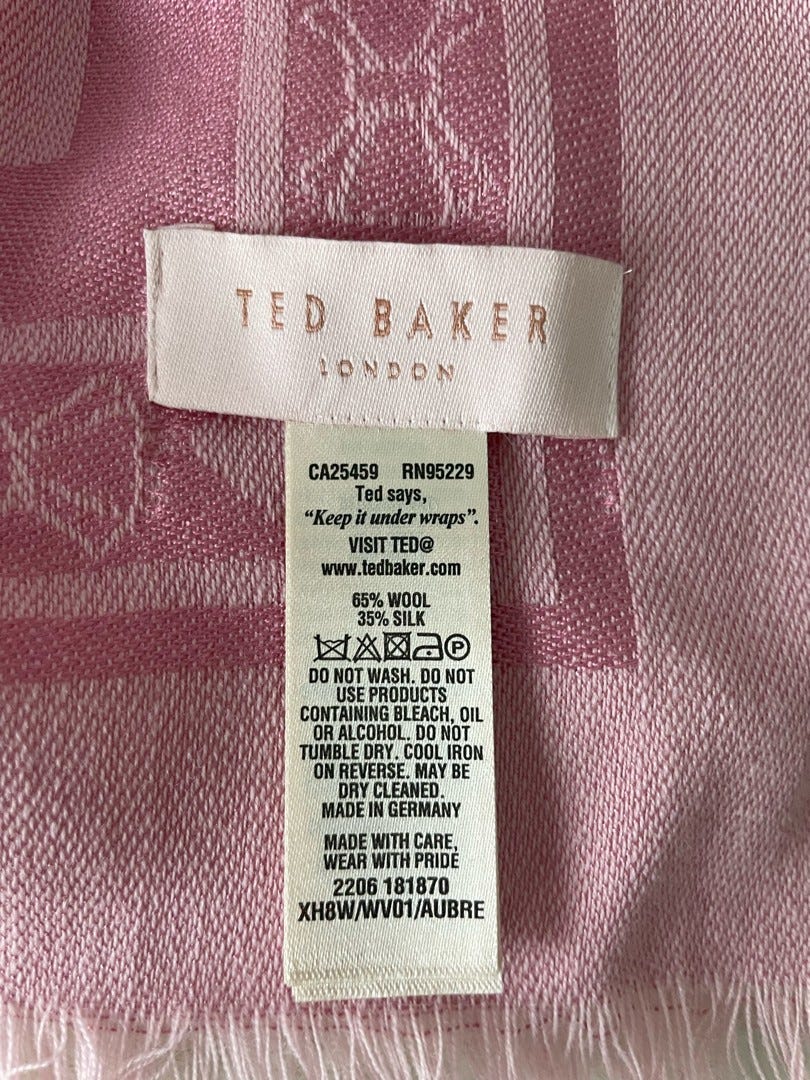 TED BAKER
LONDON
CA25459 RN95229
Ted says,
“Keep it under wraps”.
VISIT TED@
www.tedbaker.com
65% WOOL
35% SILK
P
DO NOT WASH. DO NOT
USE PRODUCTS
CONTAINING BLEACH, OIL
OR ALCOHOL. DO NOT
TUMBLE DRY. COOL IRON
ON REVERSE. MAY BE
DRY CLEANED.
MADE IN GERMANY
MADE WITH CARE,
WEAR WITH PRIDE
2206 181870
XH8W/WV01/AUBRE